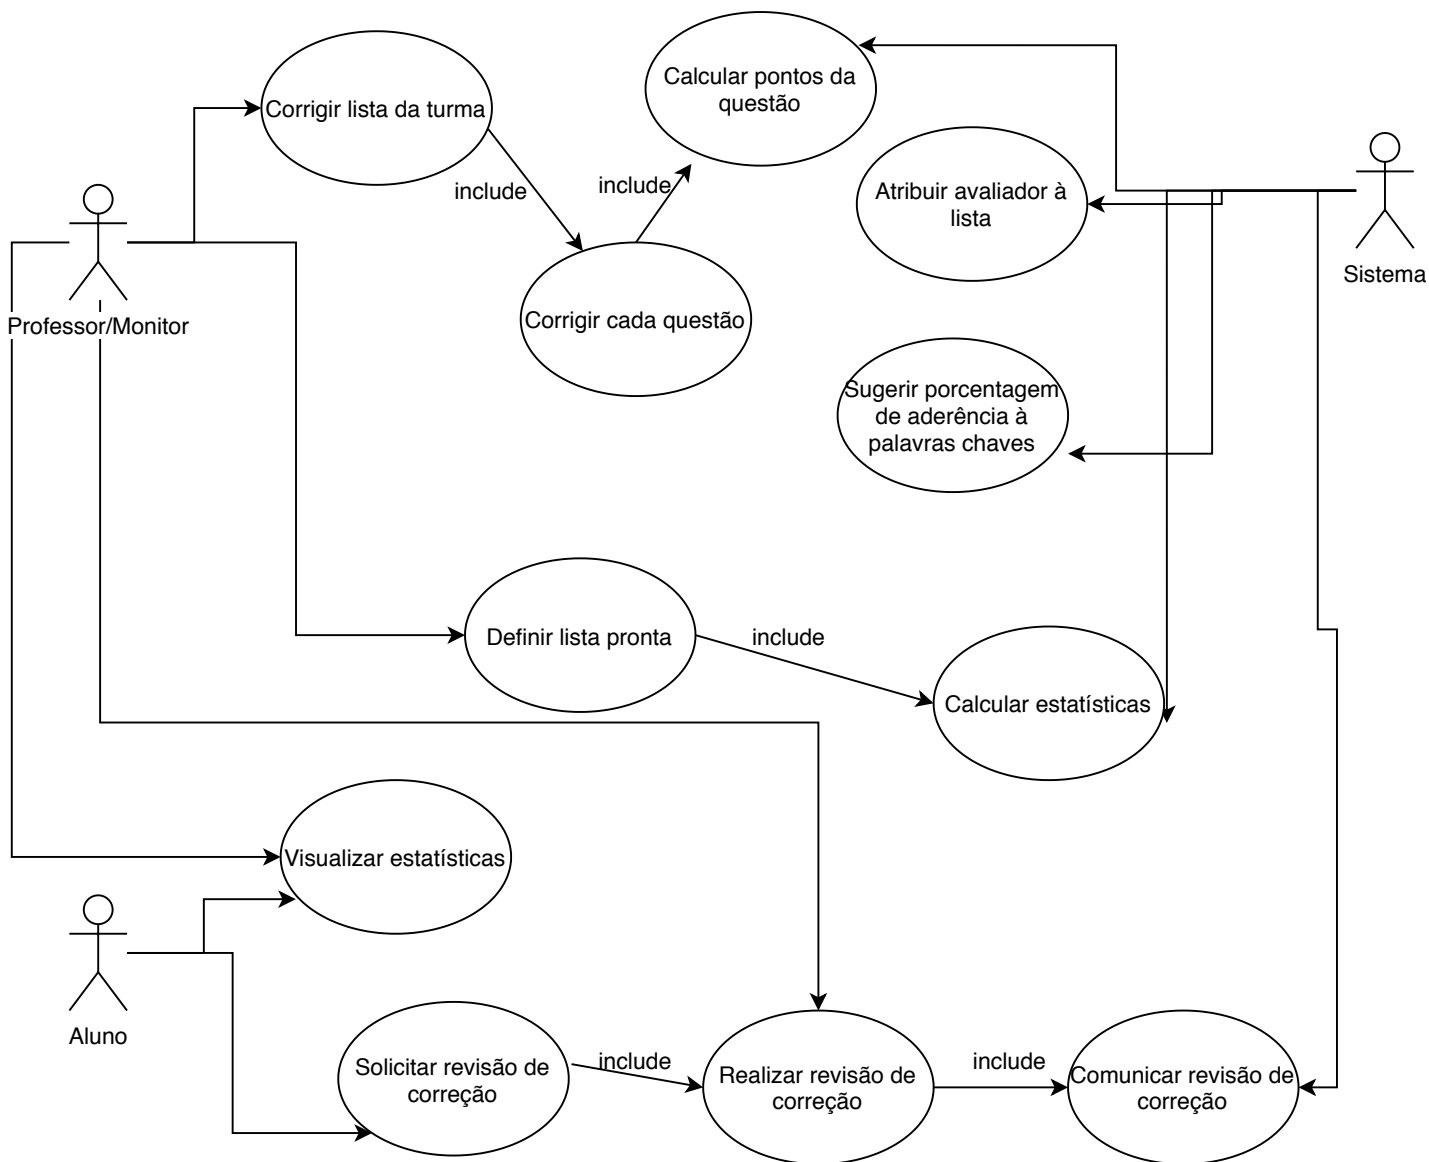 Calcular pontos da
questão
Corrigir lista da turma
include
include
Atribuir avaliador à
lista
Sistema
Professor/Monitor
Corrigir cada questão
Sugerir porcentagem
de aderência à
palavras chaves
Definir lista pronta
include
Calcular estatísticas
Visualizar estatísticas
Aluno
Solicitar revisão de
correção
include
Realizar revisão de
correção
include
Comunicar revisão de
correção